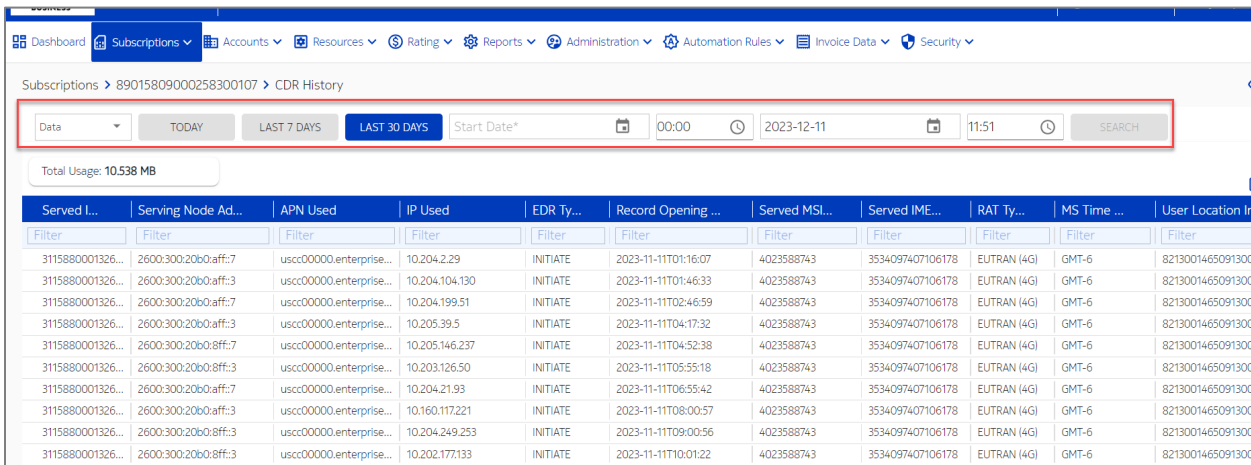 Dashboard Subscriptions Accounts Resources Rating Reports Administration Automation Rules Invoice Data Security
Subscriptions > 89015809000258300107 > CDR History
Data TODAY LAST 7 DAYS LAST 30 DAYS Start Date* 00:00 2023-12-11 11:51 SEARCH
Total Usage: 10.538 MB
Served I... Serving Node Ad... APN Used IP Used EDR Ty... Record Opening ... Served MSI... Served IME... RAT Ty... MS Time ... User Location In
Filter Filter Filter Filter Filter Filter Filter Filter Filter Filter Filter
3115880001326... 2600:300:20b0:aff::7 uscc00000.enterprise... 10.204.2.29 INITIATE 2023-11-11T01:16:07 4023588743 3534097407106178 EUTRAN (4G) GMT-6 8213001465091300
3115880001326... 2600:300:20b0:aff::3 uscc00000.enterprise... 10.204.104.130 INITIATE 2023-11-11T01:46:33 4023588743 3534097407106178 EUTRAN (4G) GMT-6 8213001465091300
3115880001326... 2600:300:20b0:aff::7 uscc00000.enterprise... 10.204.199.51 INITIATE 2023-11-11T02:46:59 4023588743 3534097407106178 EUTRAN (4G) GMT-6 8213001465091300
3115880001326... 2600:300:20b0:aff::3 uscc00000.enterprise... 10.205.39.5 INITIATE 2023-11-11T04:17:32 4023588743 3534097407106178 EUTRAN (4G) GMT-6 8213001465091300
3115880001326... 2600:300:20b0:8ff::7 uscc00000.enterprise... 10.205.146.237 INITIATE 2023-11-11T04:52:38 4023588743 3534097407106178 EUTRAN (4G) GMT-6 8213001465091300
3115880001326... 2600:300:20b0:8ff::3 uscc00000.enterprise... 10.203.126.50 INITIATE 2023-11-11T05:55:18 4023588743 3534097407106178 EUTRAN (4G) GMT-6 8213001465091300
3115880001326... 2600:300:20b0:aff::7 uscc00000.enterprise... 10.204.21.93 INITIATE 2023-11-11T06:55:42 4023588743 3534097407106178 EUTRAN (4G) GMT-6 8213001465091300
3115880001326... 2600:300:20b0:aff::3 uscc00000.enterprise... 10.160.117.221 INITIATE 2023-11-11T08:00:57 4023588743 3534097407106178 EUTRAN (4G) GMT-6 8213001465091300
3115880001326... 2600:300:20b0:8ff::3 uscc00000.enterprise... 10.204.249.253 INITIATE 2023-11-11T09:00:56 4023588743 3534097407106178 EUTRAN (4G) GMT-6 8213001465091300
3115880001326... 2600:300:20b0:8ff::3 uscc00000.enterprise... 10.202.177.133 INITIATE 2023-11-11T10:01:22 4023588743 3534097407106178 EUTRAN (4G) GMT-6 8213001465091300